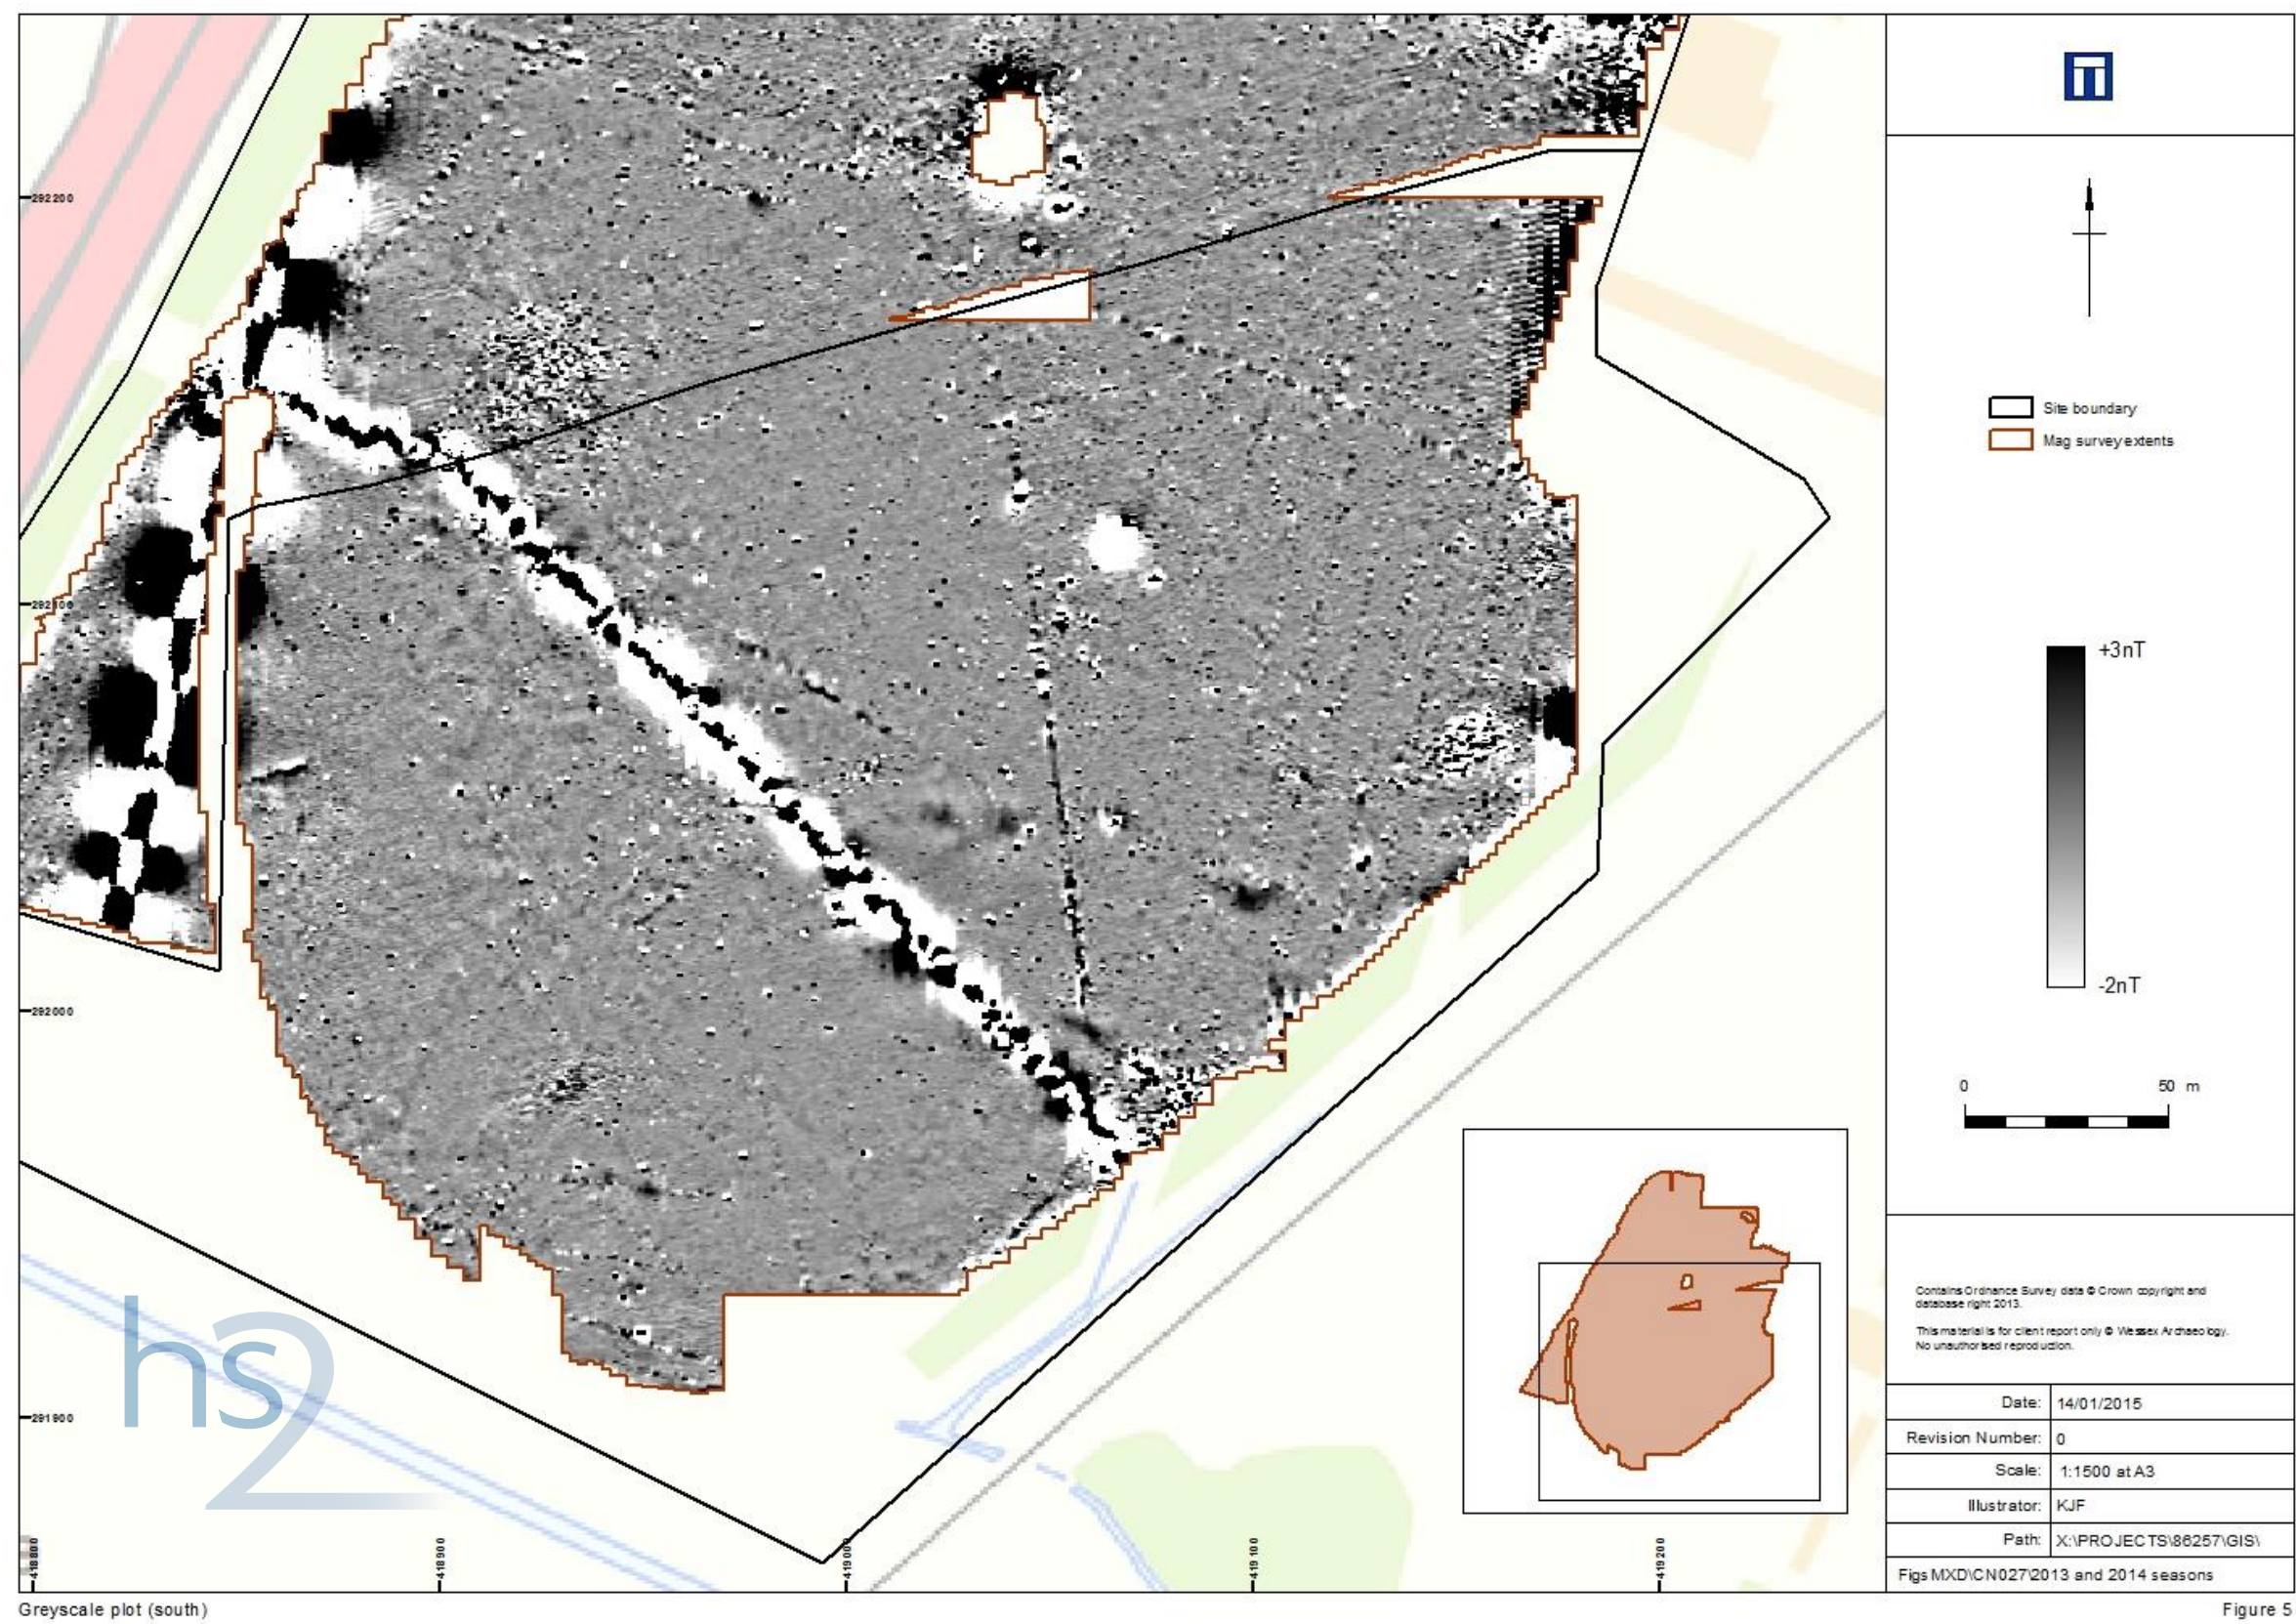 292200
292100
292000
291900
418800
418900
419000
419100
419200
Site boundary
Mag survey extents
+3nT
-2nT
0 50 m
hs2
Contains Ordnance Survey data © Crown copyright and
database right 2013.
This material is for client report only © Wessex Archaeology.
No unauthorised reproduction.
Date: 14/01/2015
Revision Number: 0
Scale: 1:1500 at A3
Illustrator: KJF
Path: X:\PROJECTS\86257\GIS\
Figs MXD\CN027\2013 and 2014 seasons
Greyscale plot (south)
Figure 5